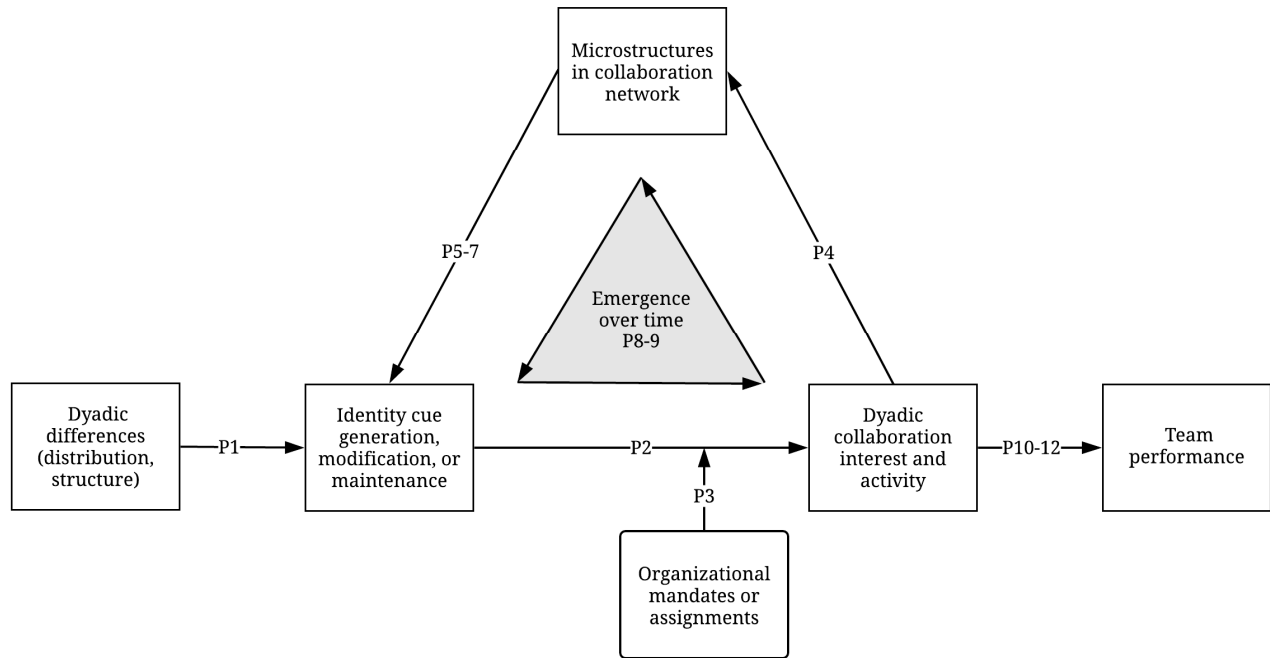 Microstructures
in collaboration
network
P5-7
P4
Emergence
over time
P8-9
Dyadic
differences
(distribution,
structure)
P1
Identity cue
generation,
modification, or
maintenance
P2
P3
Dyadic
collaboration
interest and
activity
P10-12
Team
performance
Organizational
mandates or
assignments